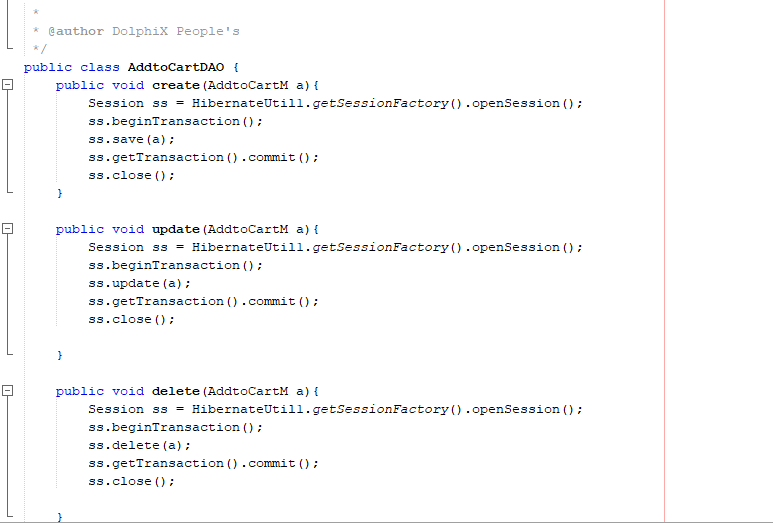 *
* @author DolphiX People's
*/
public class AddtoCartDAO {
public void create(AddtoCartM a){
Session ss = HibernateUtil1.getSessionFactory().openSession();
ss.beginTransaction();
ss.save(a);
ss.getTransaction().commit();
ss.close();
}
public void update(AddtoCartM a){
Session ss = HibernateUtil1.getSessionFactory().openSession();
ss.beginTransaction();
ss.update(a);
ss.getTransaction().commit();
ss.close();
}
public void delete(AddtoCartM a){
Session ss = HibernateUtil1.getSessionFactory().openSession();
ss.beginTransaction();
ss.delete(a);
ss.getTransaction().commit();
ss.close();
}